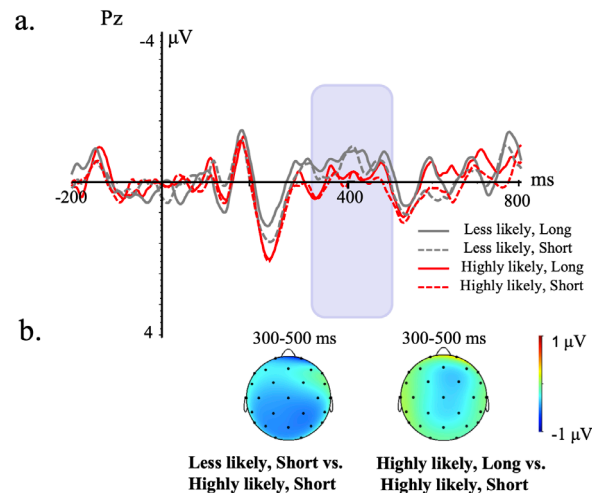 a.
Pz
-4
μV
-200
400
800
ms
Less likely, Long
Less likely, Short
Highly likely, Long
Highly likely, Short
4
b.
300-500 ms
300-500 ms
1 μV
-1 μV
Less likely, Short vs.
Highly likely, Short
Highly likely, Long vs.
Highly likely, Short